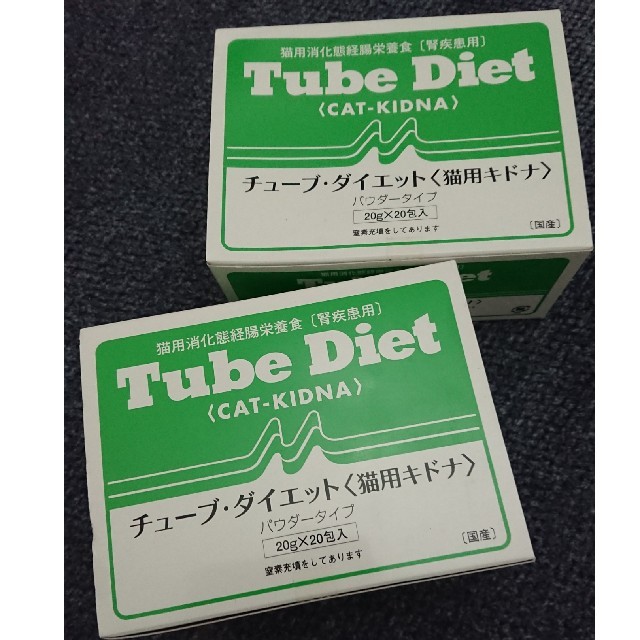 猫用消化態経腸栄養食〔腎疾患用〕
Tube Diet
〈CAT-KIDNA〉
チューブ・ダイエット〈猫用キドナ〉
パウダータイプ
20g×20包入
窒素充填をしてあります
〔国産〕
Tube Diet
猫用消化態経腸栄養食〔腎疾患用〕
Tube Diet
〈CAT-KIDNA〉
チューブ・ダイエット〈猫用キドナ〉
パウダータイプ
20g×20包入
窒素充填をしてあります
〔国産〕